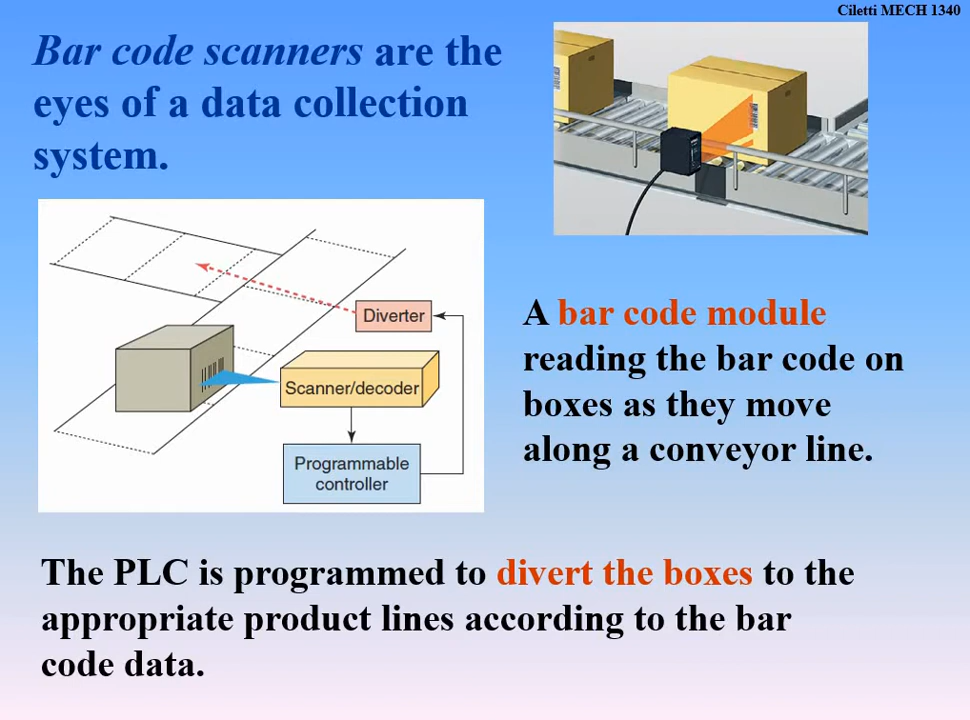 Ciletti MECH 1340
Bar code scanners are the
eyes of a data collection
system.
Diverter
Scanner/decoder
Programmable
controller
A bar code module
reading the bar code on
boxes as they move
along a conveyor line.
The PLC is programmed to divert the boxes to the
appropriate product lines according to the bar
code data.